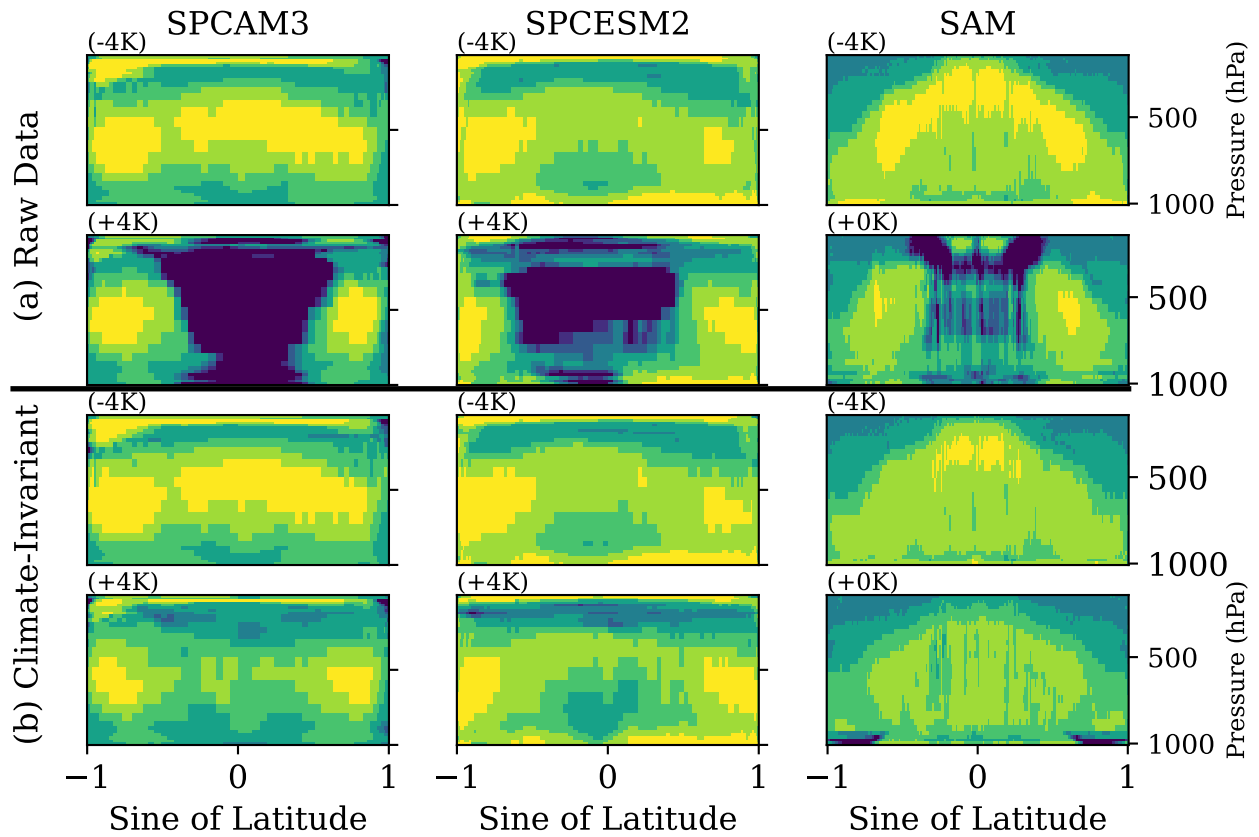 SPCAM3 SPCESM2 SAM
(-4K) (-4K) (-4K)
(a) Raw Data
500
1000
Pressure (hPa)
(+4K) (+4K) (+0K)
500
1000
(-4K) (-4K) (-4K)
(b) Climate-Invariant
500
1000
(+4K) (+4K) (+0K)
500
1000
Pressure (hPa)
−1 0 1 −1 0 1 −1 0 1
Sine of Latitude Sine of Latitude Sine of Latitude